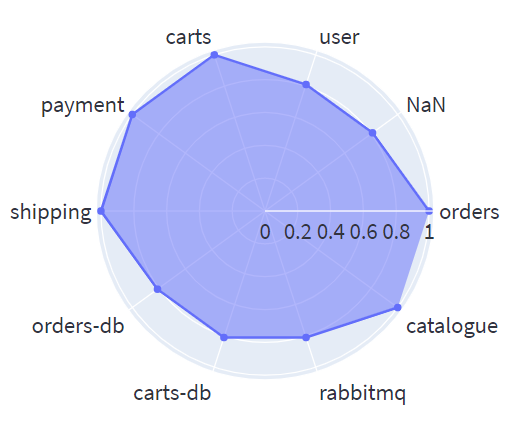 carts
user
payment
NaN
shipping
orders
0 0.2 0.4 0.6 0.8 1
orders-db
catalogue
carts-db
rabbitmq